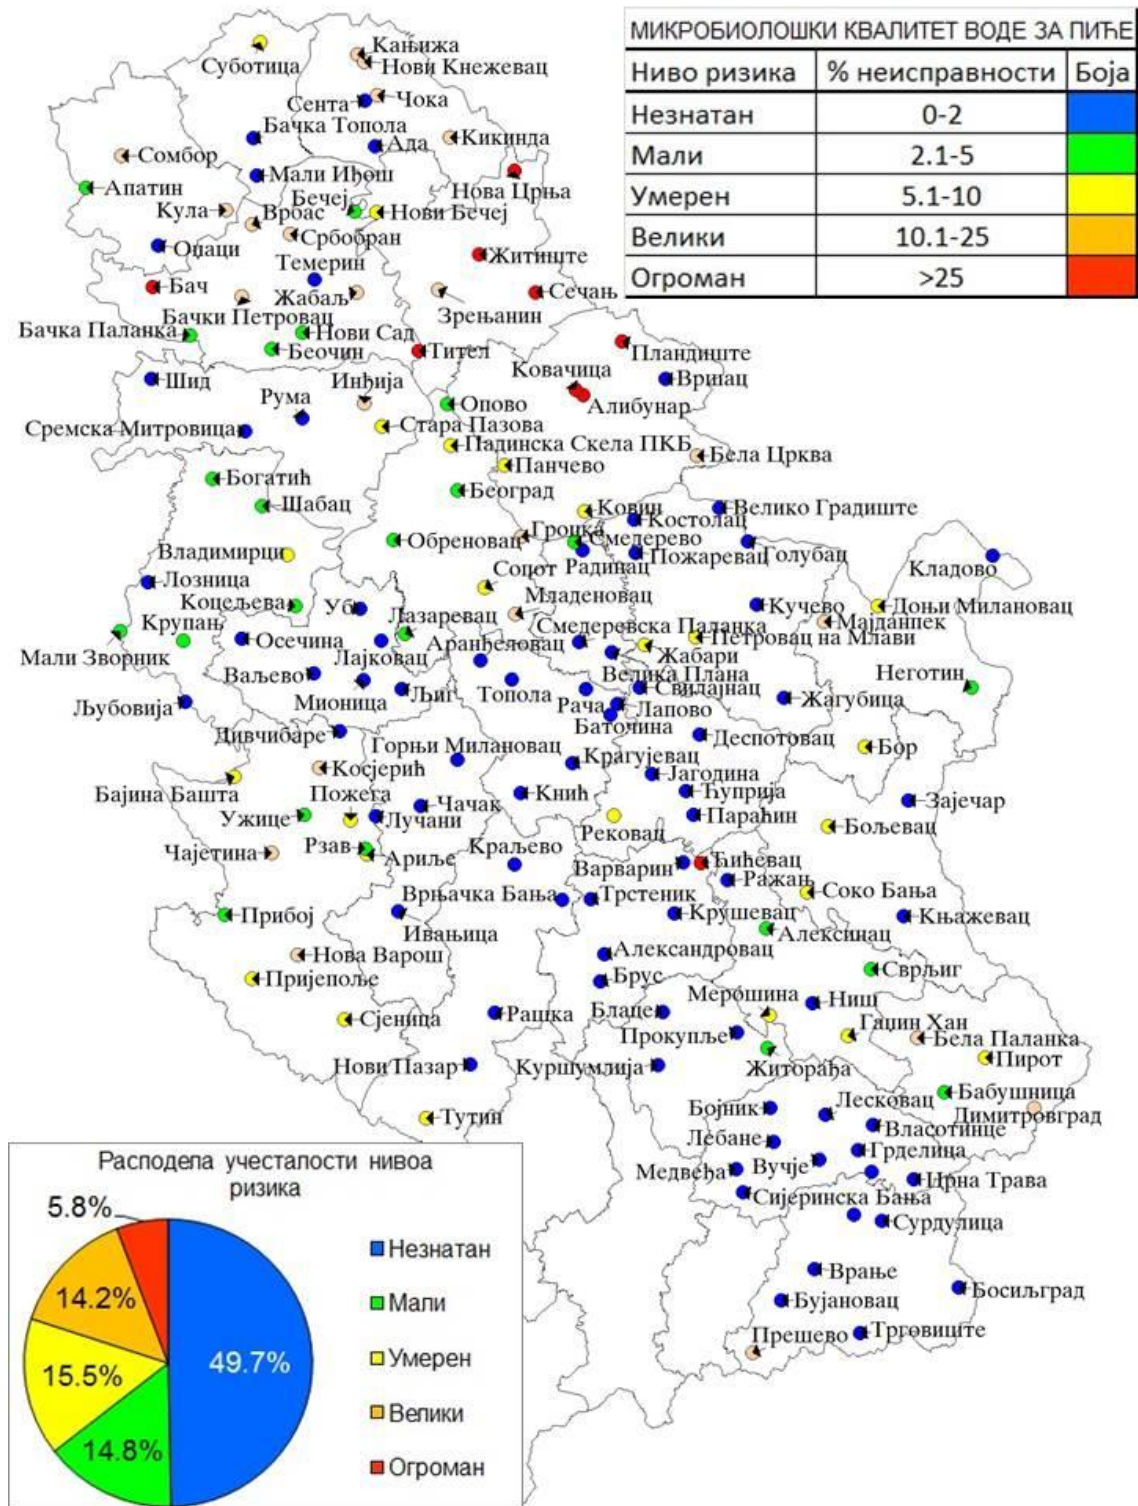 МИКРОБИОЛОШКИ КВАЛИТЕТ ВОДЕ ЗА ПИЋЕ
Ниво ризика % неисправности Боја
Незнатан 0-2
Мали 2.1-5
Умерен 5.1-10
Велики 10.1-25
Огроман >25
Суботица
Кањижа
Нови Кнежевац
Сента
Чока
Бачка Топола
Ада
Кикинда
Сомбор
Мали Иђош
Нова Црња
Апатин
Бечеј
Нови Бечеј
Кула
Врбас
Србобран
Оџаци
Темерин
Житиште
Бач
Жабаљ
Сечањ
Бачки Петровац
Зрењанин
Бачка Паланка
Нови Сад
Беочин
Тител
Пландиште
Ковачица
Вршац
Алибунар
Шид
Инђија
Рума
Опово
Сремска Митровица
Стара Пазова
Падинска Скела ПКБ
Панчево
Бела Црква
Богатић
Београд
Шабац
Ковин
Костолац
Велико Градиште
Обреновац
Гроцка
Смедерево
Владимирци
Радинац
Пожаревац
Голубац
Кладово
Лозница
Сопот
Коцељева
Уб
Младеновац
Кучево
Доњи Милановац
Мајданпек
Крупањ
Лазаревац
Смедеревска Паланка
Петровац на Млави
Осечина
Аранђеловац
Жабари
Мали Зворник
Лајковац
Велика Плана
Неготин
Ваљево
Мионица
Љиг
Топола
Свилајнац
Жагубица
Љубовија
Рача
Лапово
Баточина
Дивчибаре
Горњи Милановац
Деспотовац
Бор
Косјерић
Крагујевац
Јагодина
Бајина Башта
Пожега
Чачак
Кнић
Ћуприја
Зајечар
Ужице
Лучани
Рековац
Параћин
Бољевац
Рзав
Чајетина
Ариље
Краљево
Варварин
Ћићевац
Ражањ
Врњачка Бања
Трстеник
Соко Бања
Прибој
Ивањица
Крушевац
Књажевац
Алексинац
Нова Варош
Александровац
Сврљиг
Пријепоље
Брус
Мерошина
Ниш
Сјеница
Рашка
Блаце
Гаџин Хан
Прокупље
Бела Паланка
Пирот
Нови Пазар
Куршумлија
Житорађа
Бабушница
Тутин
Бојник
Лесковац
Димитровград
Власотинце
Лебане
Грделица
Медвеђа
Вучје
Црна Трава
Сијеринска Бања
Сурдулица
Врање
Босиљград
Бујановац
Прешево
Трговиште
Расподела учесталости нивоа
ризика
5.8%
14.2%
15.5%
14.8%
49.7%
Незнатан
Мали
Умерен
Велики
Огроман